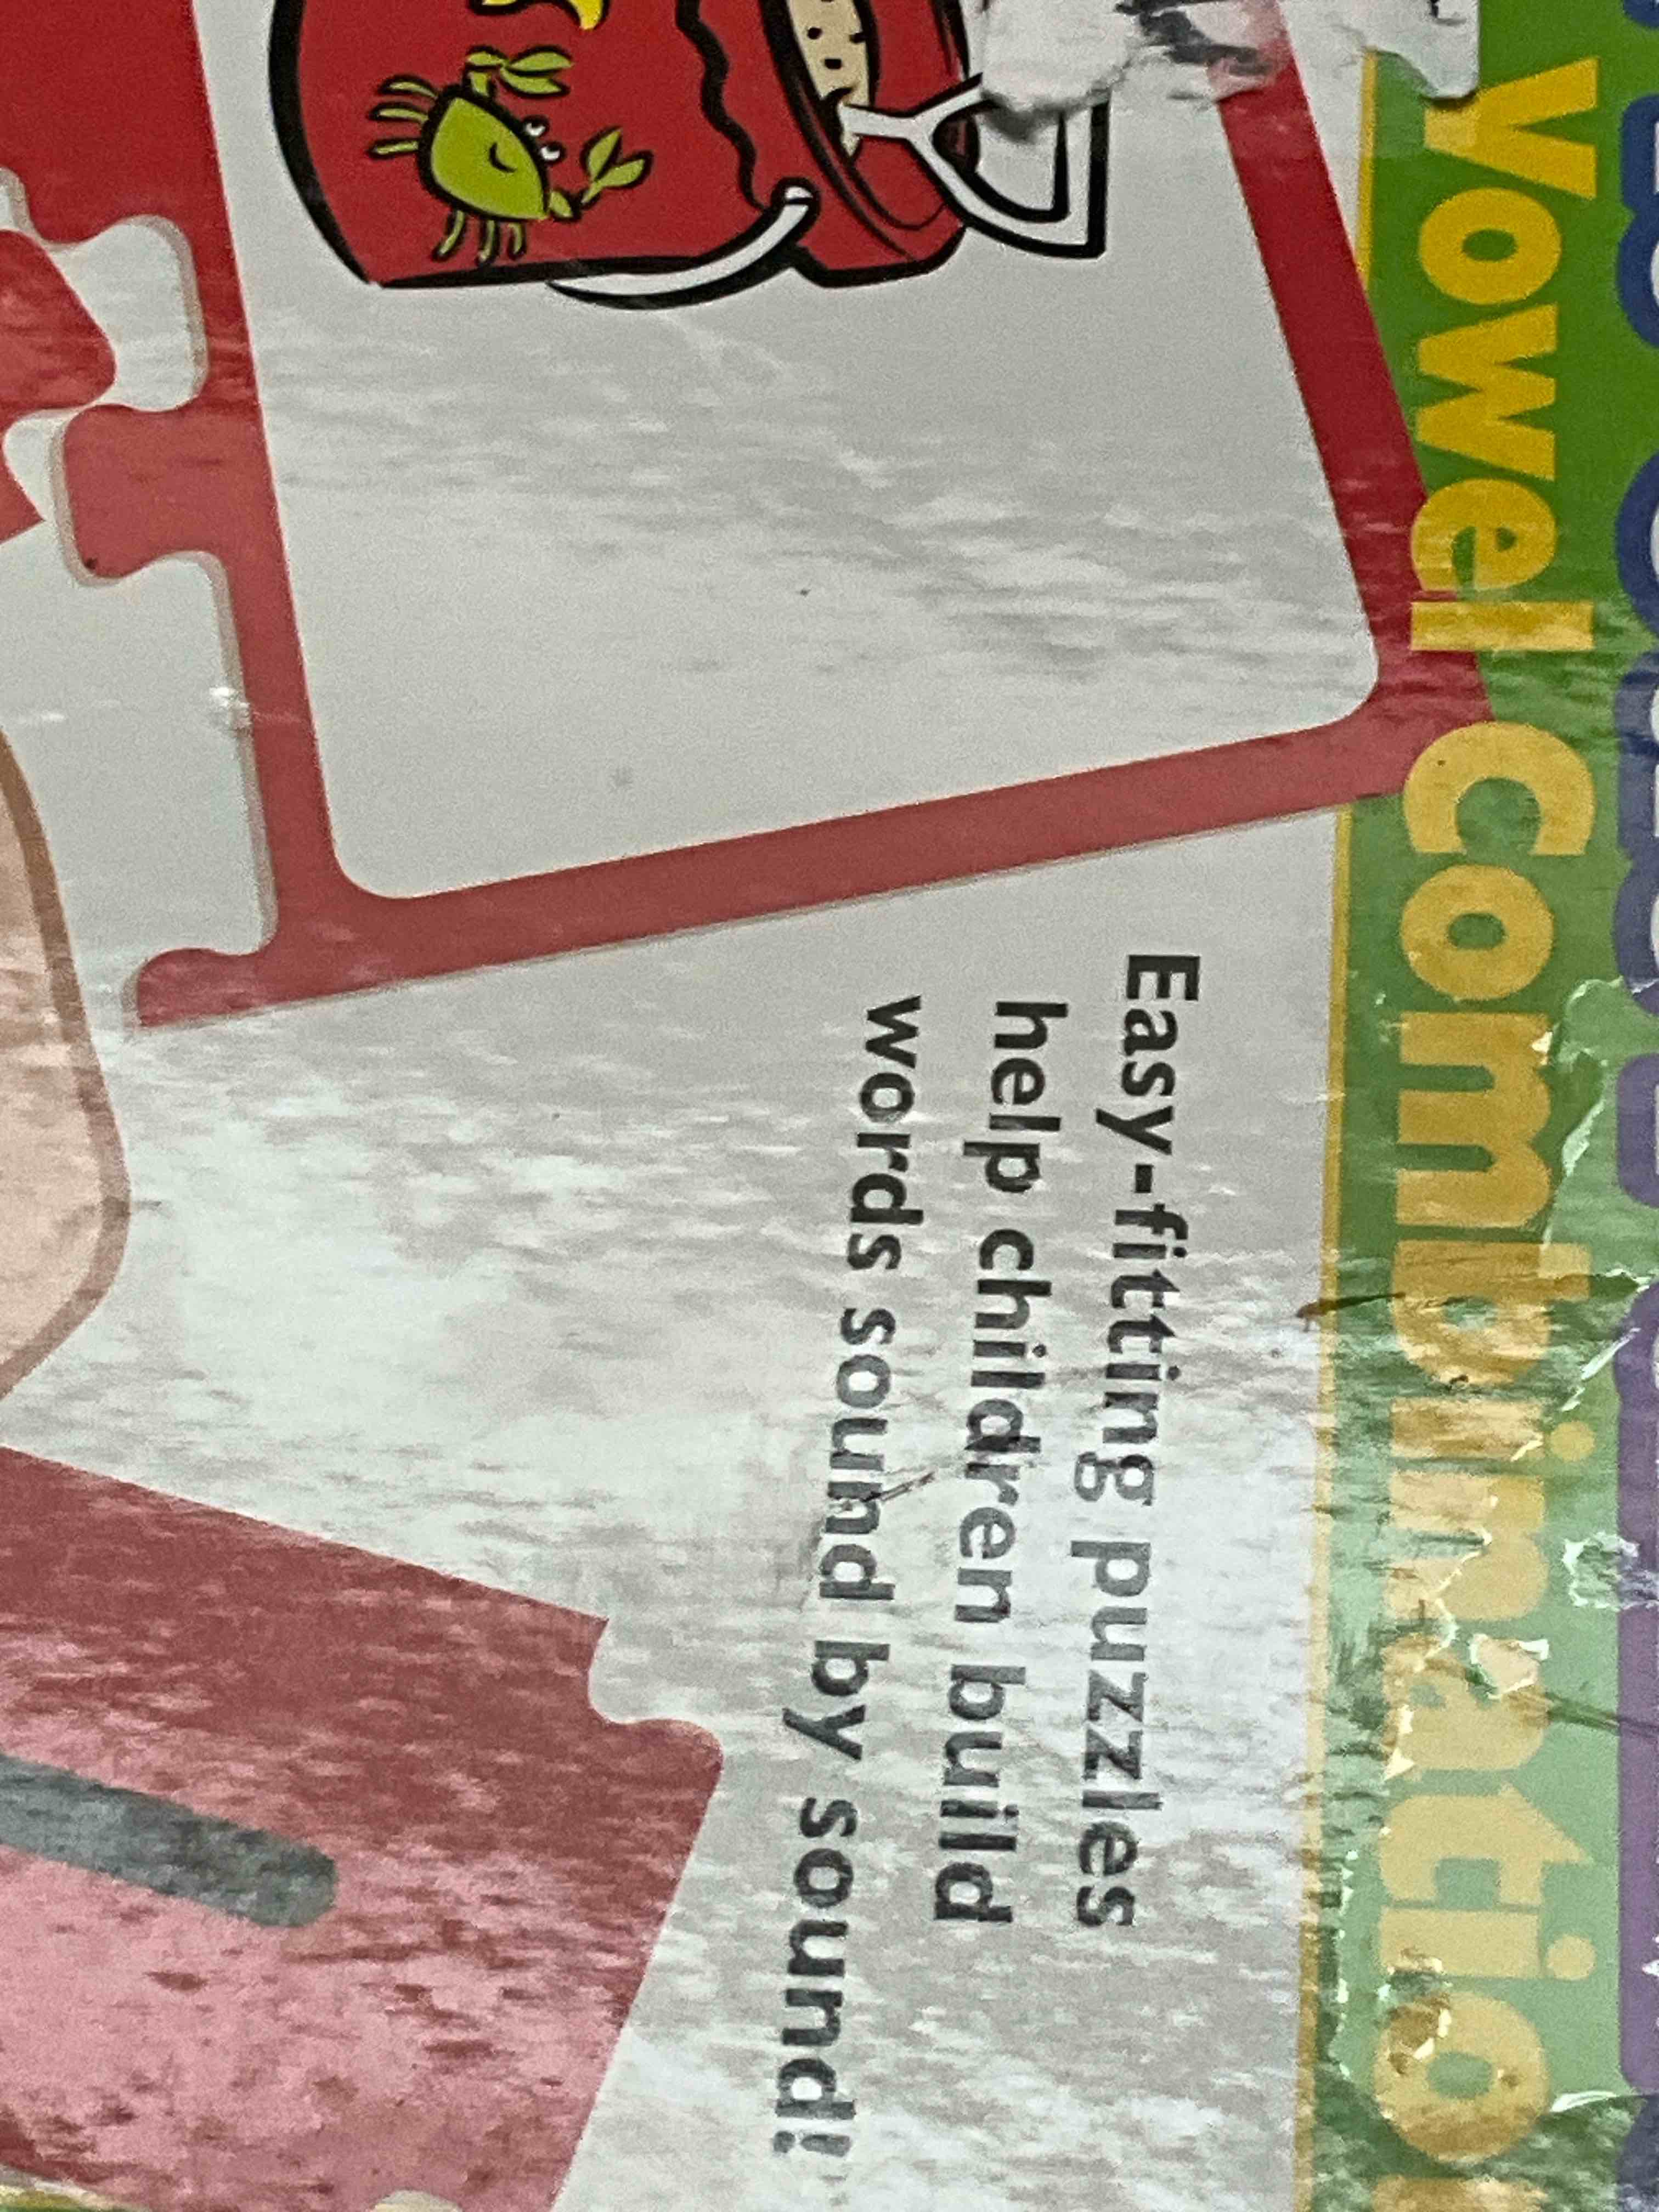 Vowel Combinatio
Easy-fitting puzzles
help children build
words sound by sound!